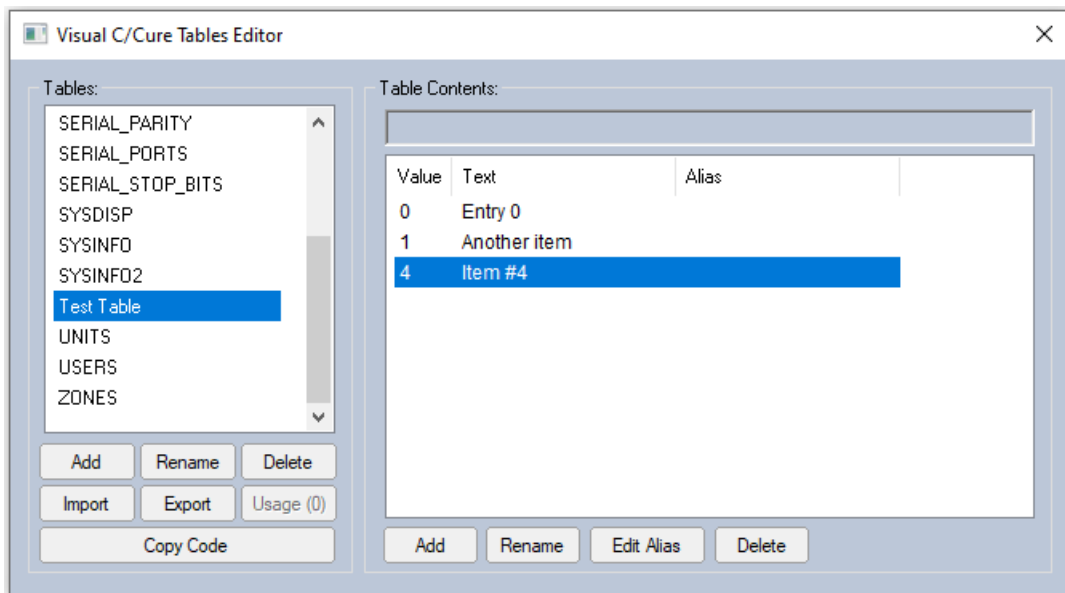 Visual C/Cure Tables Editor
Tables:
SERIAL_PARITY
SERIAL_PORTS
SERIAL_STOP_BITS
SYSDISP
SYSINFO
SYSINFO2
Test Table
UNITS
USERS
ZONES
Add Rename Delete
Import Export Usage (0)
Copy Code
Table Contents:
Value Text Alias
0 Entry 0
1 Another item
4 Item #4
Add Rename Edit Alias Delete